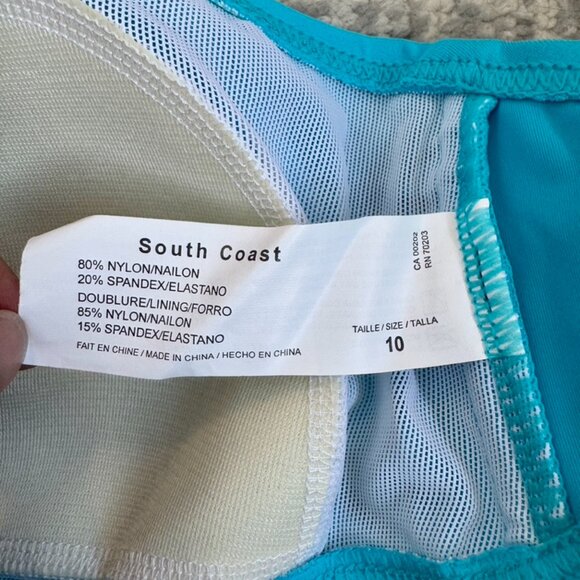 South Coast
80% NYLON/NAILON
20% SPANDEX/ELASTANO
DOUBLURE/LINING/FORRO
85% NYLON/NAILON
15% SPANDEX/ELASTANO
FAIT EN CHINE / MADE IN CHINA / HECHO EN CHINA
TAILLE / SIZE / TALLA
10
CA 00202
RN 70203